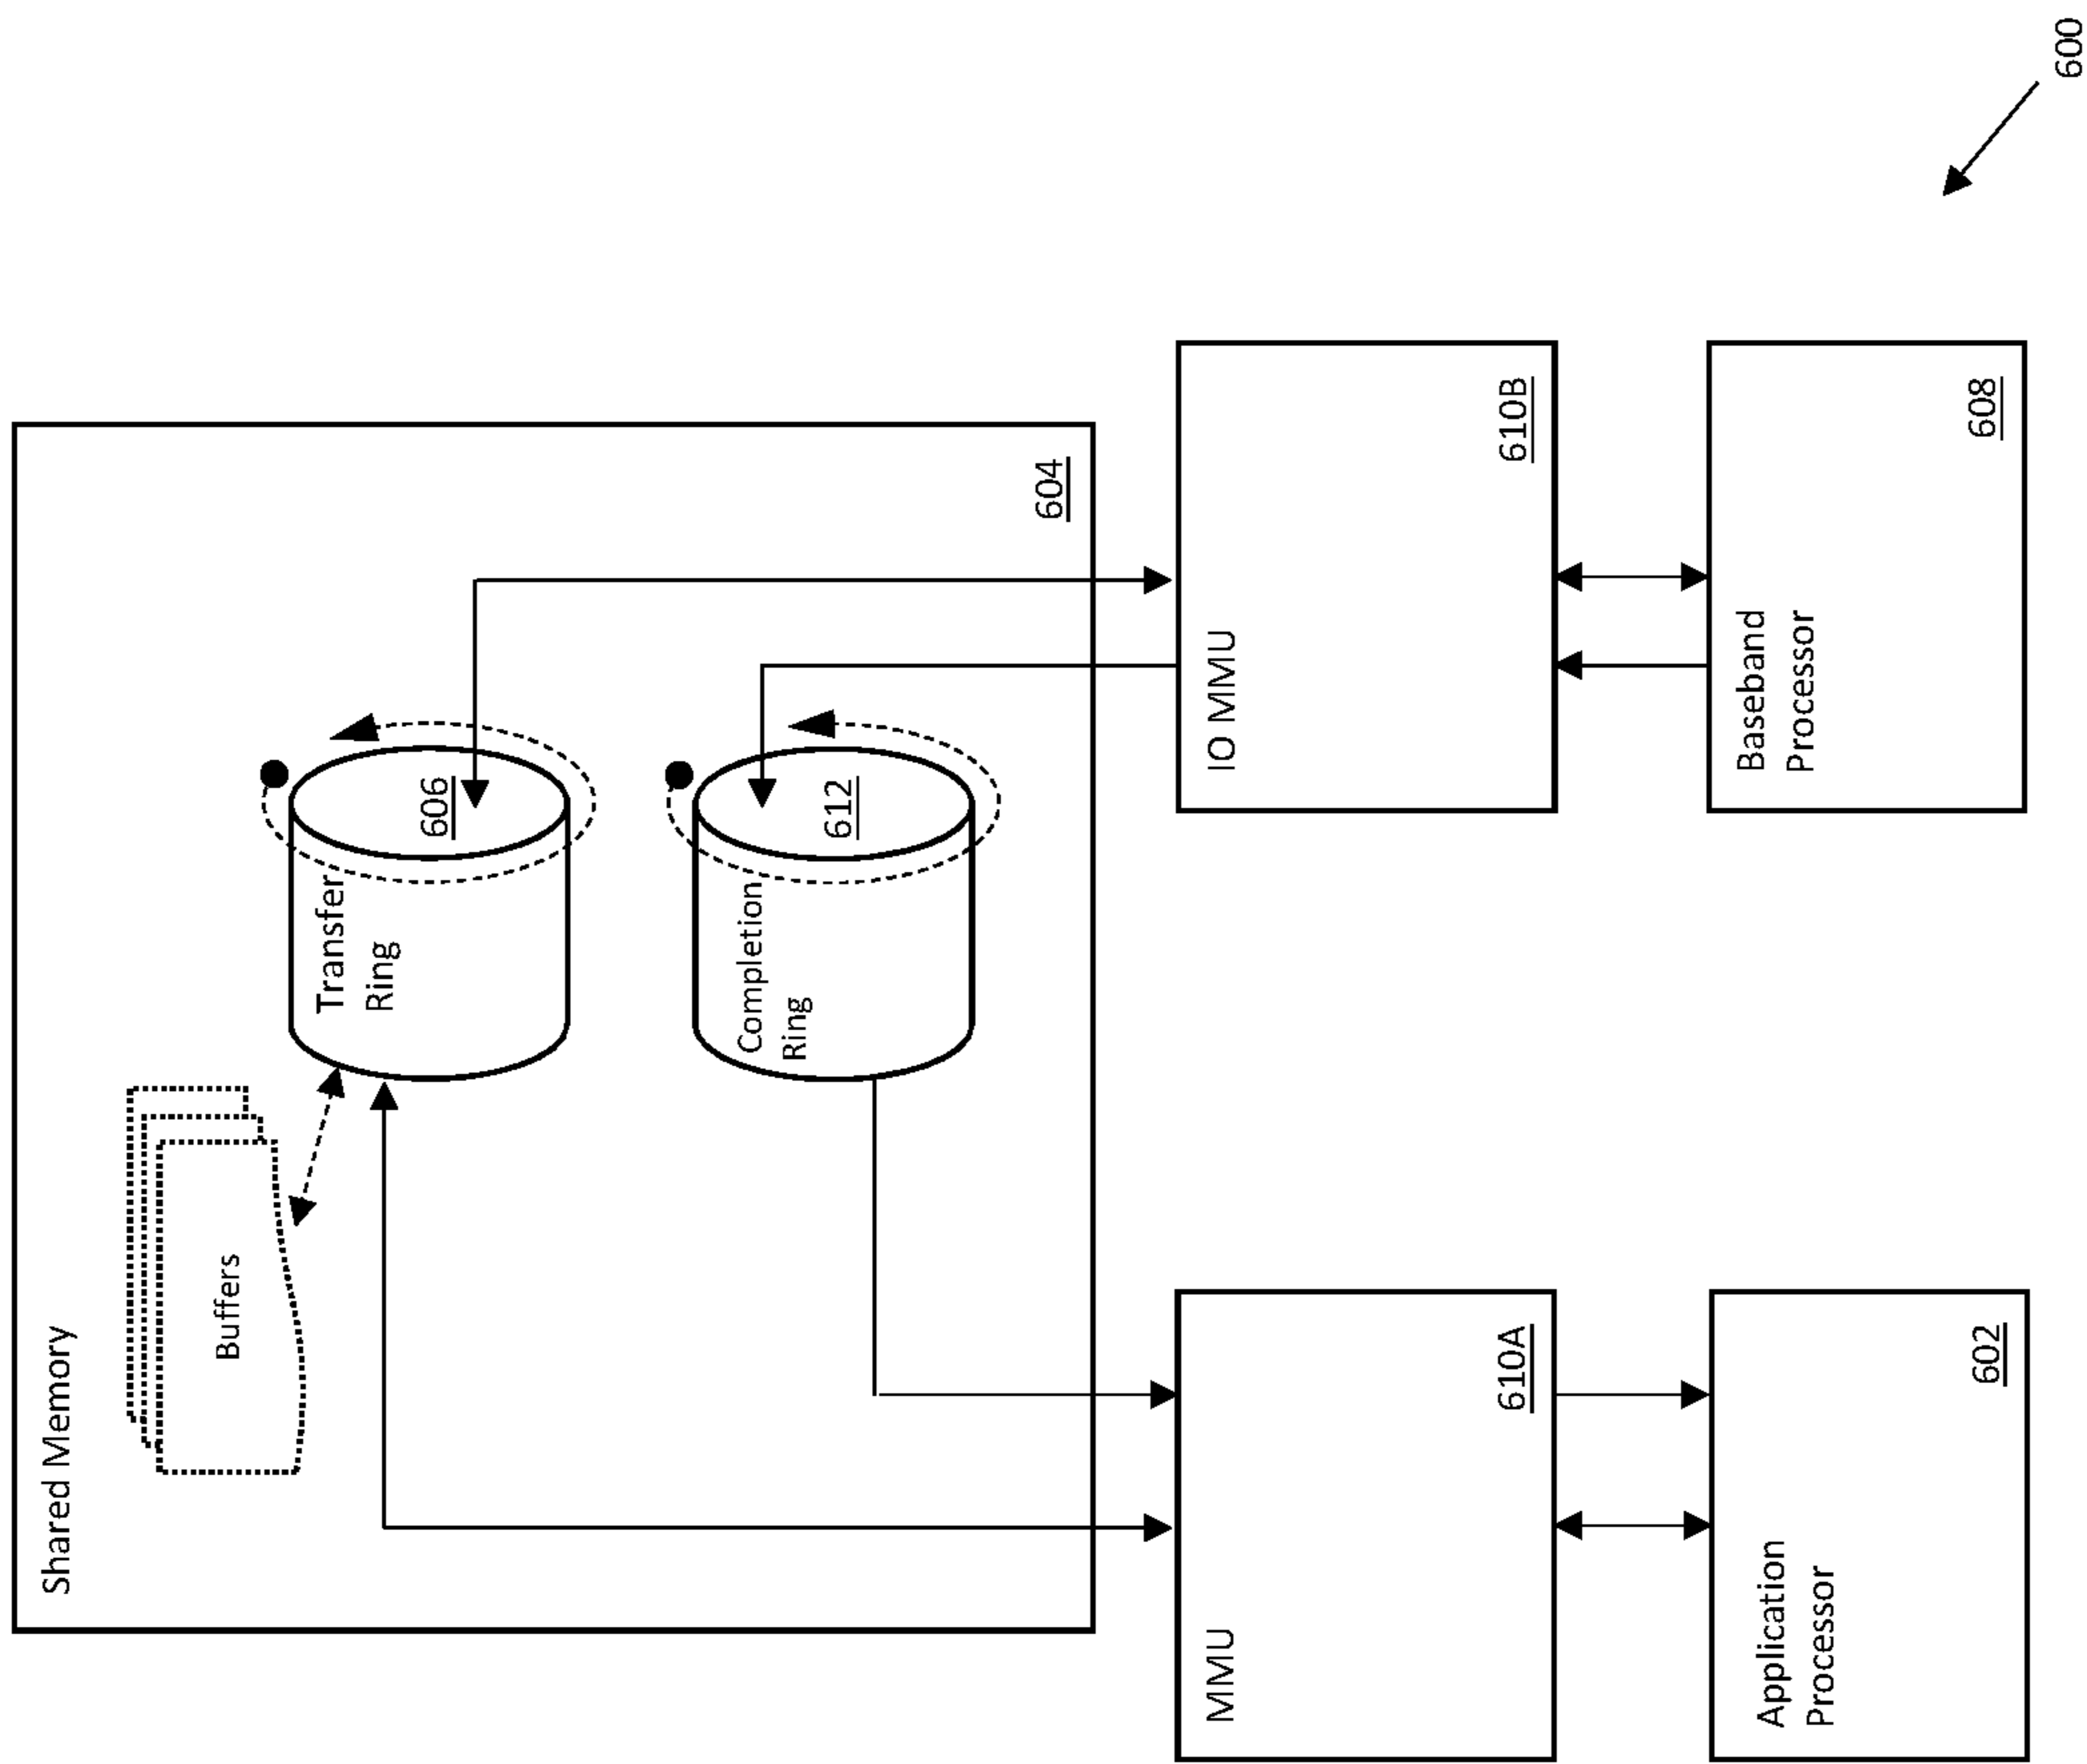 Shared Memory
Buffers
Transfer
Ring
606
Completion
Ring
612
604
MMU
610A
IO MMU
610B
Application
Processor
602
Baseband
Processor
608
600